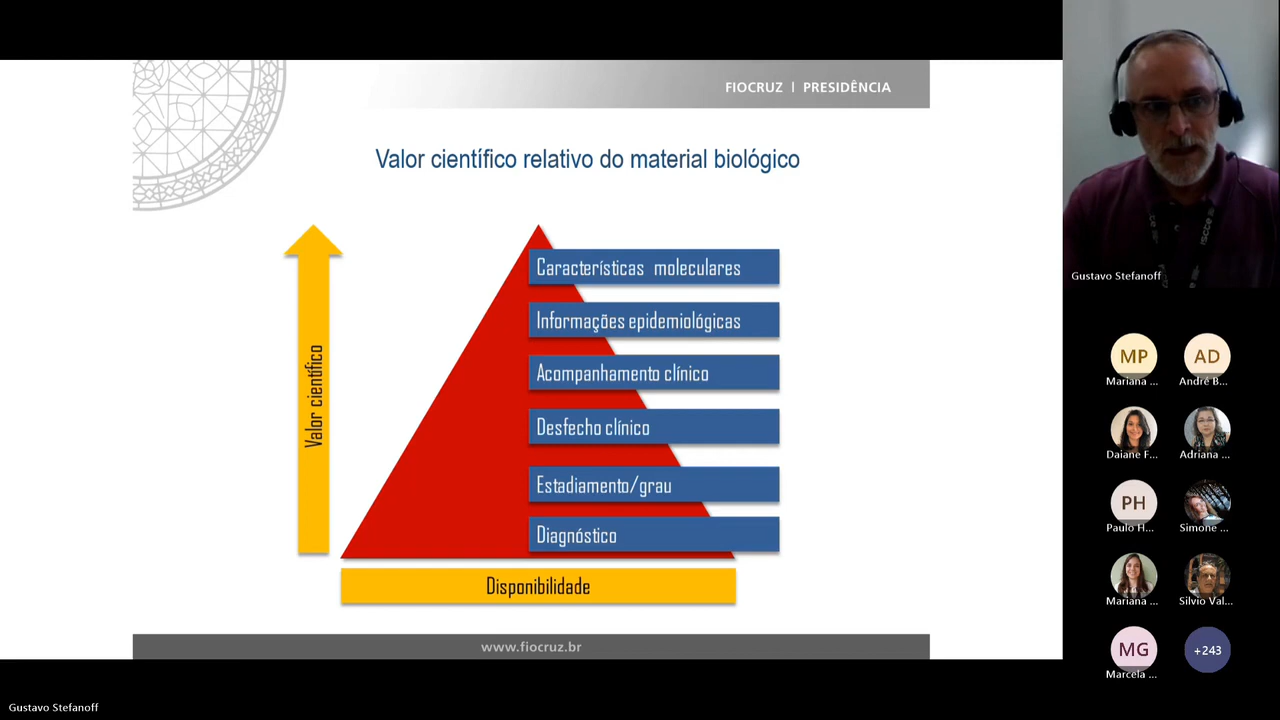 FIOCRUZ | PRESIDÊNCIA
Valor científico relativo do material biológico
Valor científico
Características moleculares
Informações epidemiológicas
Acompanhamento clínico
Desfecho clínico
Estadiamento/grau
Diagnóstico
Disponibilidade
www.fiocruz.br
Gustavo Stefanoff
MP
AD
Mariana ...
André B...
Daiane F...
Adriana ...
PH
Paulo H...
Simone ...
Mariana ...
Silvio Val...
MG
+243
Marcela ...
Gustavo Stefanoff